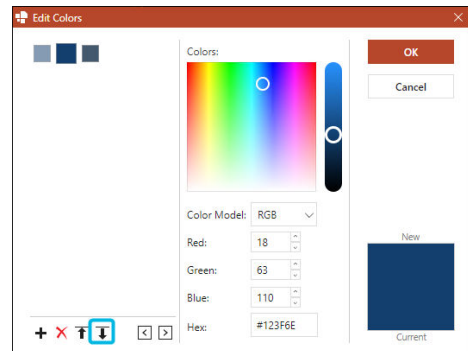 Edit Colors
Colors:
OK
Cancel
Color Model: RGB
Red: 18
Green: 63
Blue: 110
Hex: #123F6E
New
Current